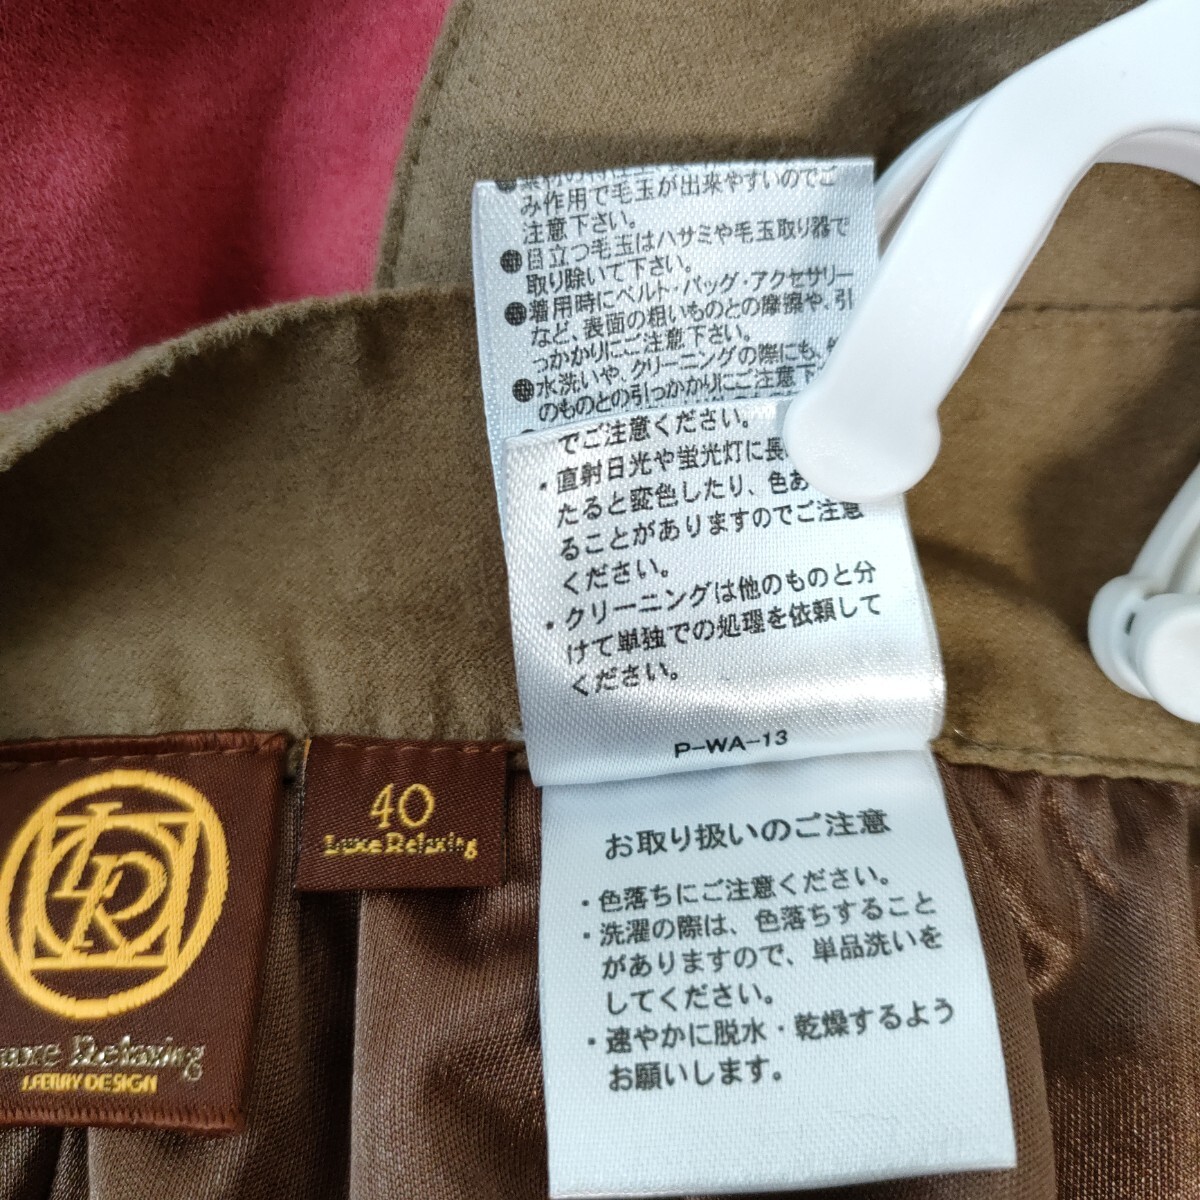 み作用で毛玉が出来やすいのでご
注意下さい。
●目立つ毛玉はハサミや毛玉取り器で
取り除いて下さい。
●着用時にベルト・バッグ・アクセサリー
など、表面の粗いものとの摩擦や、引
っかかりにご注意下さい。
●水洗いや、クリーニングの際にも、
のものとの引っかかりにご注意下
でご注意ください。
・直射日光や蛍光灯に長
たると変色したり、色あ
ることがありますのでご注意
ください。
・クリーニングは他のものと分
けて単独での処理を依頼して
ください。
P-WA-13
お取り扱いのご注意
・色落ちにご注意ください。
・洗濯の際は、色落ちすること
がありますので、単品洗いを
してください。
・速やかに脱水・乾燥するよう
お願いします。
40
Luxe Relaxing
LR
uxe Relaxing
J.FERRY DESIGN